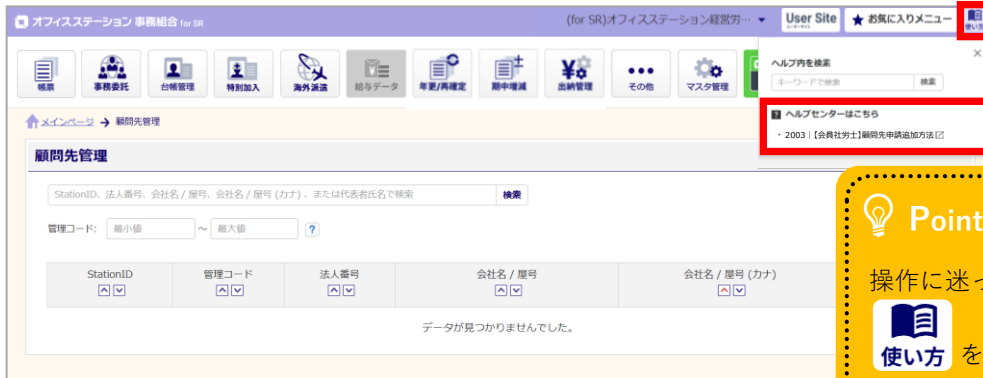 オフィスステーション 事務組合 for SR
(for SR)オフィスステーション経営労…
User Site
ユーザーサイト
★ お気に入りメニュー
使い方
帳票
事務委託
台帳管理
特別加入
海外派遣
給与データ
年更/再確定
期中増減
出納管理
その他
マスタ管理
ヘルプ内を検索
×
キーワードで検索
検索
? ヘルプセンターはこちら
・2003|【会員社労士】顧問先申請追加方法
メインページ → 顧問先管理
顧問先管理
StationID、法人番号、会社名 / 屋号、会社名 / 屋号 (カナ) 、または代表者氏名で検索
検索
管理コード: 最小値 ～ 最大値 ?
StationID
管理コード
法人番号
会社名 / 屋号
会社名 / 屋号 (カナ)
データが見つかりませんでした。
Point
操作に迷っ
使い方 を